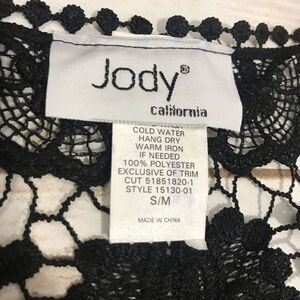 Jody®
california
COLD WATER
HANG DRY
WARM IRON
IF NEEDED
100% POLYESTER
EXCLUSIVE OF TRIM
CUT 51851820-1
STYLE 15130-01
S/M
MADE IN CHINA